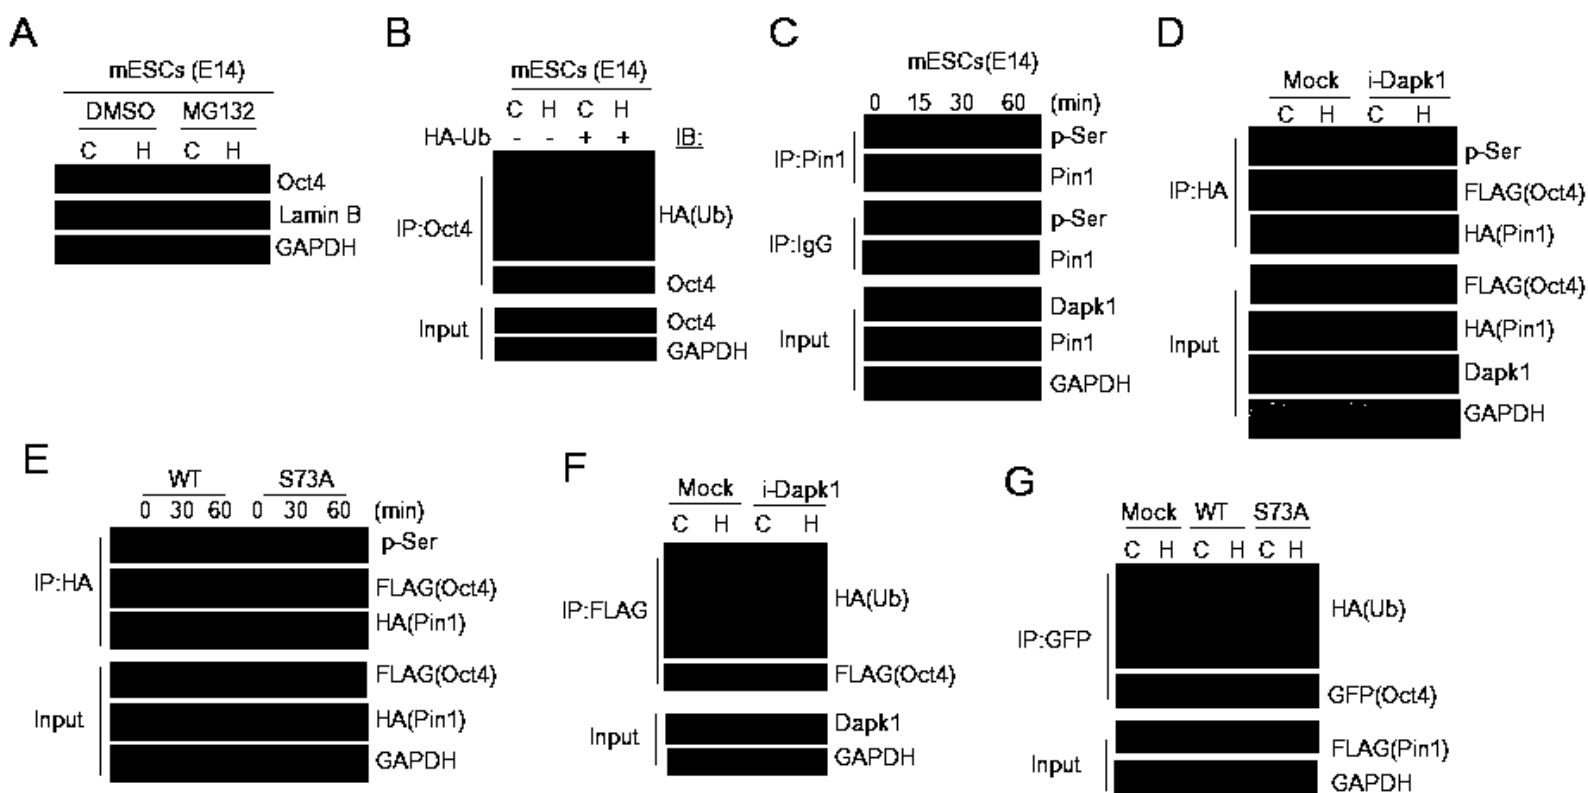 A
mESCs (E14)
DMSO MG132
C H C H
Oct4
Lamin B
GAPDH
B
mESCs (E14)
C H C H
HA-Ub - - + + IB:
IP:Oct4
HA(Ub)
Oct4
Input
Oct4
GAPDH
C
mESCs(E14)
0 15 30 60 (min)
IP:Pin1
p-Ser
Pin1
IP:IgG
p-Ser
Pin1
Input
Dapk1
Pin1
GAPDH
D
Mock i-Dapk1
C H C H
IP:HA
p-Ser
FLAG(Oct4)
HA(Pin1)
Input
FLAG(Oct4)
HA(Pin1)
Dapk1
GAPDH
E
WT S73A
0 30 60 0 30 60 (min)
IP:HA
p-Ser
FLAG(Oct4)
HA(Pin1)
Input
FLAG(Oct4)
HA(Pin1)
GAPDH
F
Mock i-Dapk1
C H C H
IP:FLAG
HA(Ub)
FLAG(Oct4)
Input
Dapk1
GAPDH
G
Mock WT S73A
C H C H C H
IP:GFP
HA(Ub)
GFP(Oct4)
Input
FLAG(Pin1)
GAPDH